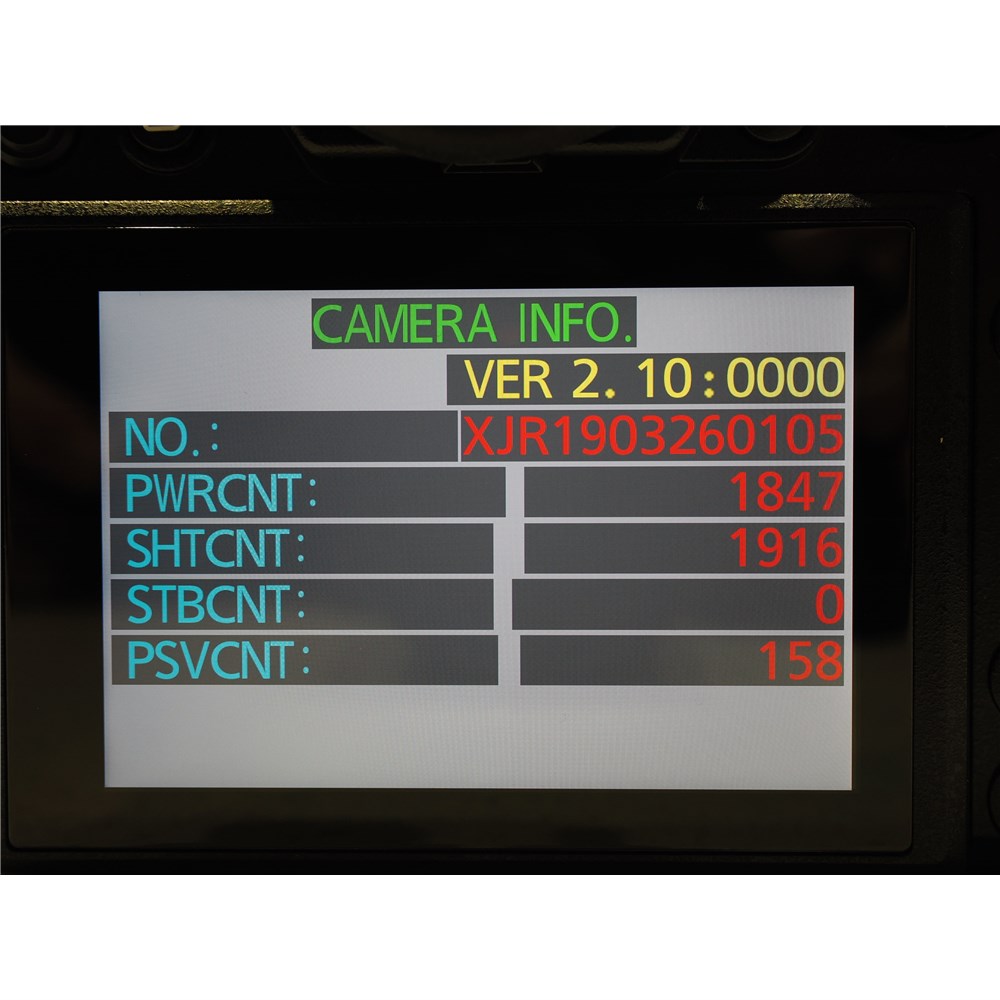 CAMERA INFO.
VER 2.10:0000
NO.: XJR1903260105
PWRCNT: 1847
SHTCNT: 1916
STBCNT: 0
PSVCNT: 158